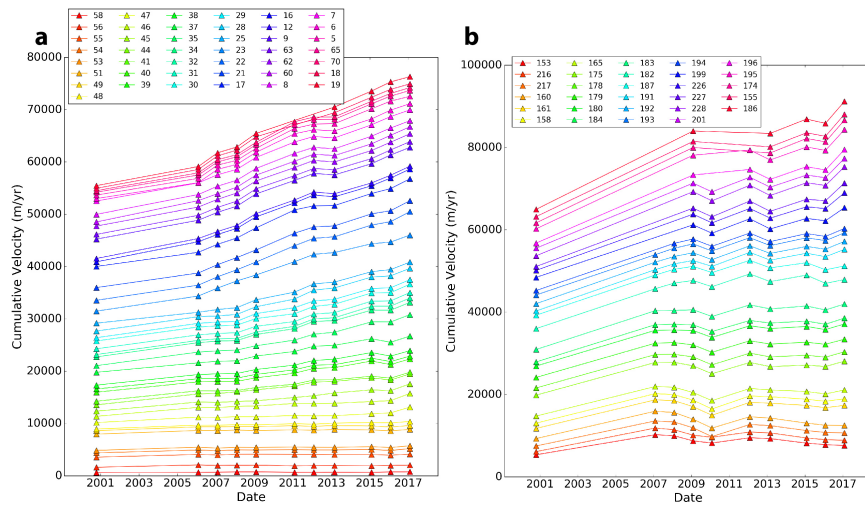 a
58 47 38 29 16 7
56 46 37 28 12 6
55 45 35 25 9 5
54 44 34 23 63 65
53 41 32 22 62 70
51 40 31 21 60 18
49 39 30 17 8 19
48
80000
70000
60000
50000
40000
30000
20000
10000
0
Cumulative Velocity (m/yr)
2001 2003 2005 2007 2009 2011 2013 2015 2017
Date
b
153 165 183 194 196
216 175 182 199 195
217 178 187 226 174
160 179 191 227 155
161 180 192 228 186
158 184 193 201
100000
80000
60000
40000
20000
0
Cumulative Velocity (m/yr)
2001 2003 2005 2007 2009 2011 2013 2015 2017
Date